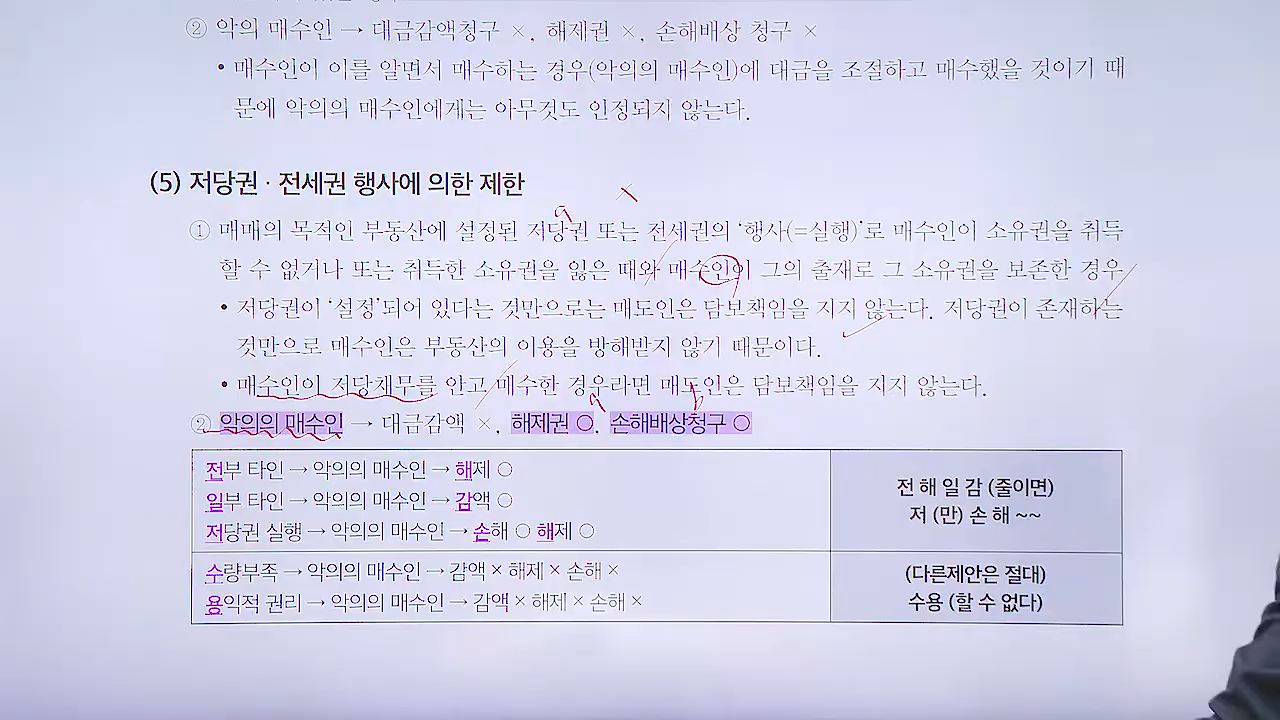 ② 악의 매수인 → 대금감액청구 ×, 해제권 ×, 손해배상 청구 ×
• 매수인이 이를 알면서 매수하는 경우(악의의 매수인)에 대금을 조절하고 매수했을 것이기 때
문에 악의의 매수인에게는 아무것도 인정되지 않는다.
(5) 저당권 · 전세권 행사에 의한 제한
① 매매의 목적인 부동산에 설정된 저당권 또는 전세권의 ‘행사(=실행)’로 매수인이 소유권을 취득
할 수 없거나 또는 취득한 소유권을 잃은 때와 매수인이 그의 출재로 그 소유권을 보존한 경우
• 저당권이 ‘설정’되어 있다는 것만으로는 매도인은 담보책임을 지지 않는다. 저당권이 존재하는
것만으로 매수인은 부동산의 이용을 방해받지 않기 때문이다.
• 매수인이 저당채무를 안고 매수한 경우라면 매도인은 담보책임을 지지 않는다.
② 악의의 매수인 → 대금감액 ×, 해제권 ○, 손해배상청구 ○
전부 타인 → 악의의 매수인 → 해제 ○
일부 타인 → 악의의 매수인 → 감액 ○
저당권 실행 → 악의의 매수인 → 손해 ○ 해제 ○
전 해 일 감 (줄이면)
저 (만) 손 해 ~~
수량부족 → 악의의 매수인 → 감액 × 해제 × 손해 ×
용익적 권리 → 악의의 매수인 → 감액 × 해제 × 손해 ×
(다른제안은 절대)
수용 (할 수 없다)